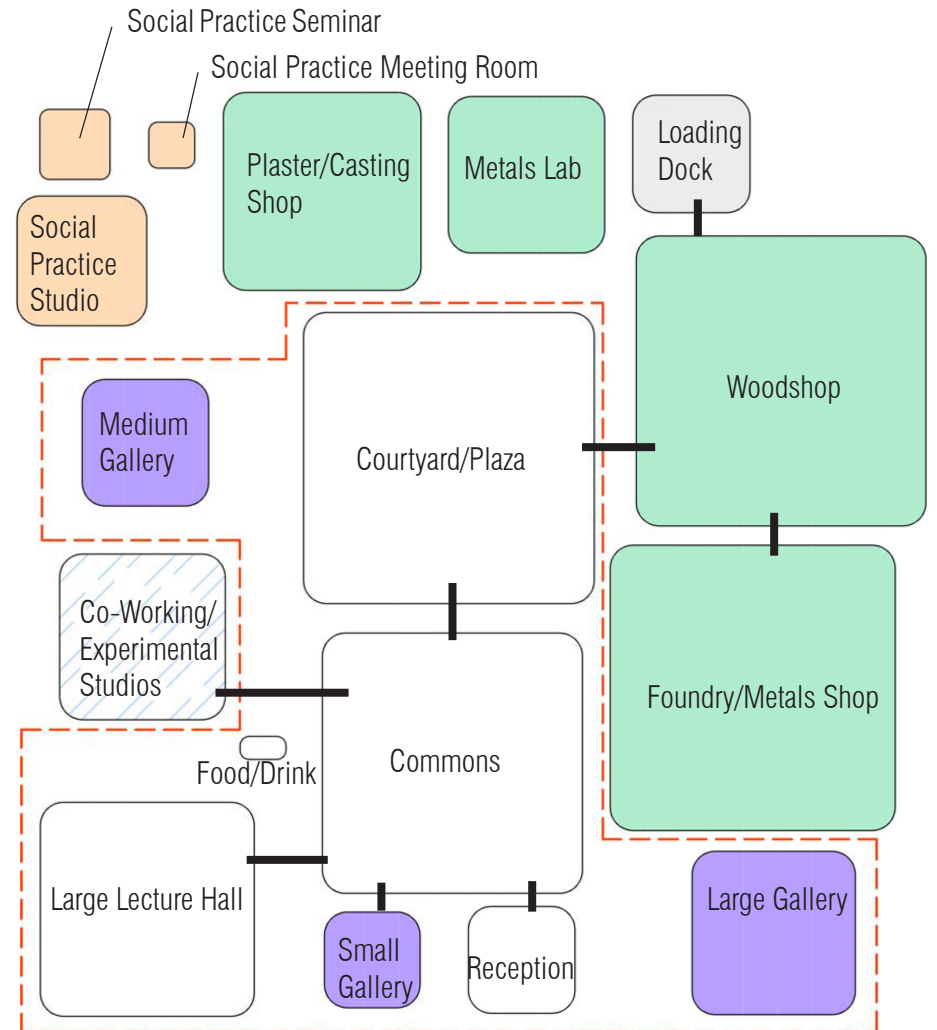 Social Practice Seminar
Social Practice Meeting Room
Plaster/Casting
Shop
Metals Lab
Loading
Dock
Social
Practice
Studio
Woodshop
Medium
Gallery
Courtyard/Plaza
Co-Working/
Experimental
Studios
Foundry/Metals Shop
Food/Drink
Commons
Large Lecture Hall
Small
Gallery
Reception
Large Gallery